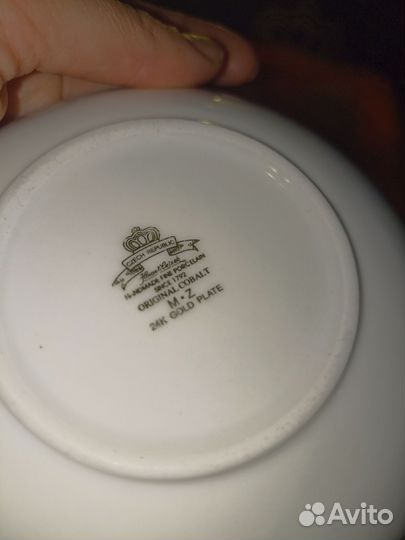 CZECH REPUBLIC
HANDMADE FINE PORCELAIN
SINCE 1792
ORIGINAL COBALT
M·Z
24K GOLD PLATE
Avito